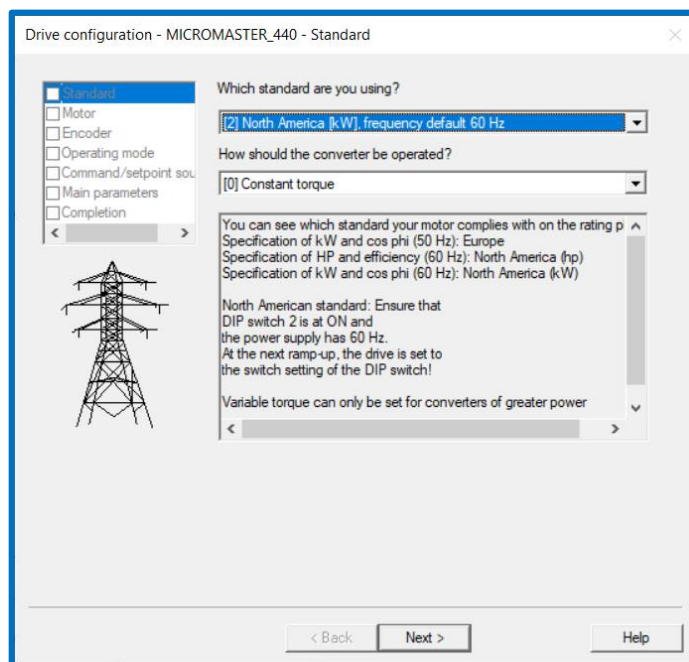 Drive configuration - MICROMASTER_440 - Standard
Standard
Motor
Encoder
Operating mode
Command/setpoint sou
Main parameters
Completion
Which standard are you using?
[2] North America [kW], frequency default 60 Hz
How should the converter be operated?
[0] Constant torque
You can see which standard your motor complies with on the rating p
Specification of kW and cos phi (50 Hz): Europe
Specification of HP and efficiency (60 Hz): North America (hp)
Specification of kW and cos phi (60 Hz): North America (kW)
North American standard: Ensure that
DIP switch 2 is at ON and
the power supply has 60 Hz.
At the next ramp-up, the drive is set to
the switch setting of the DIP switch!
Variable torque can only be set for converters of greater power
< Back
Next >
Help